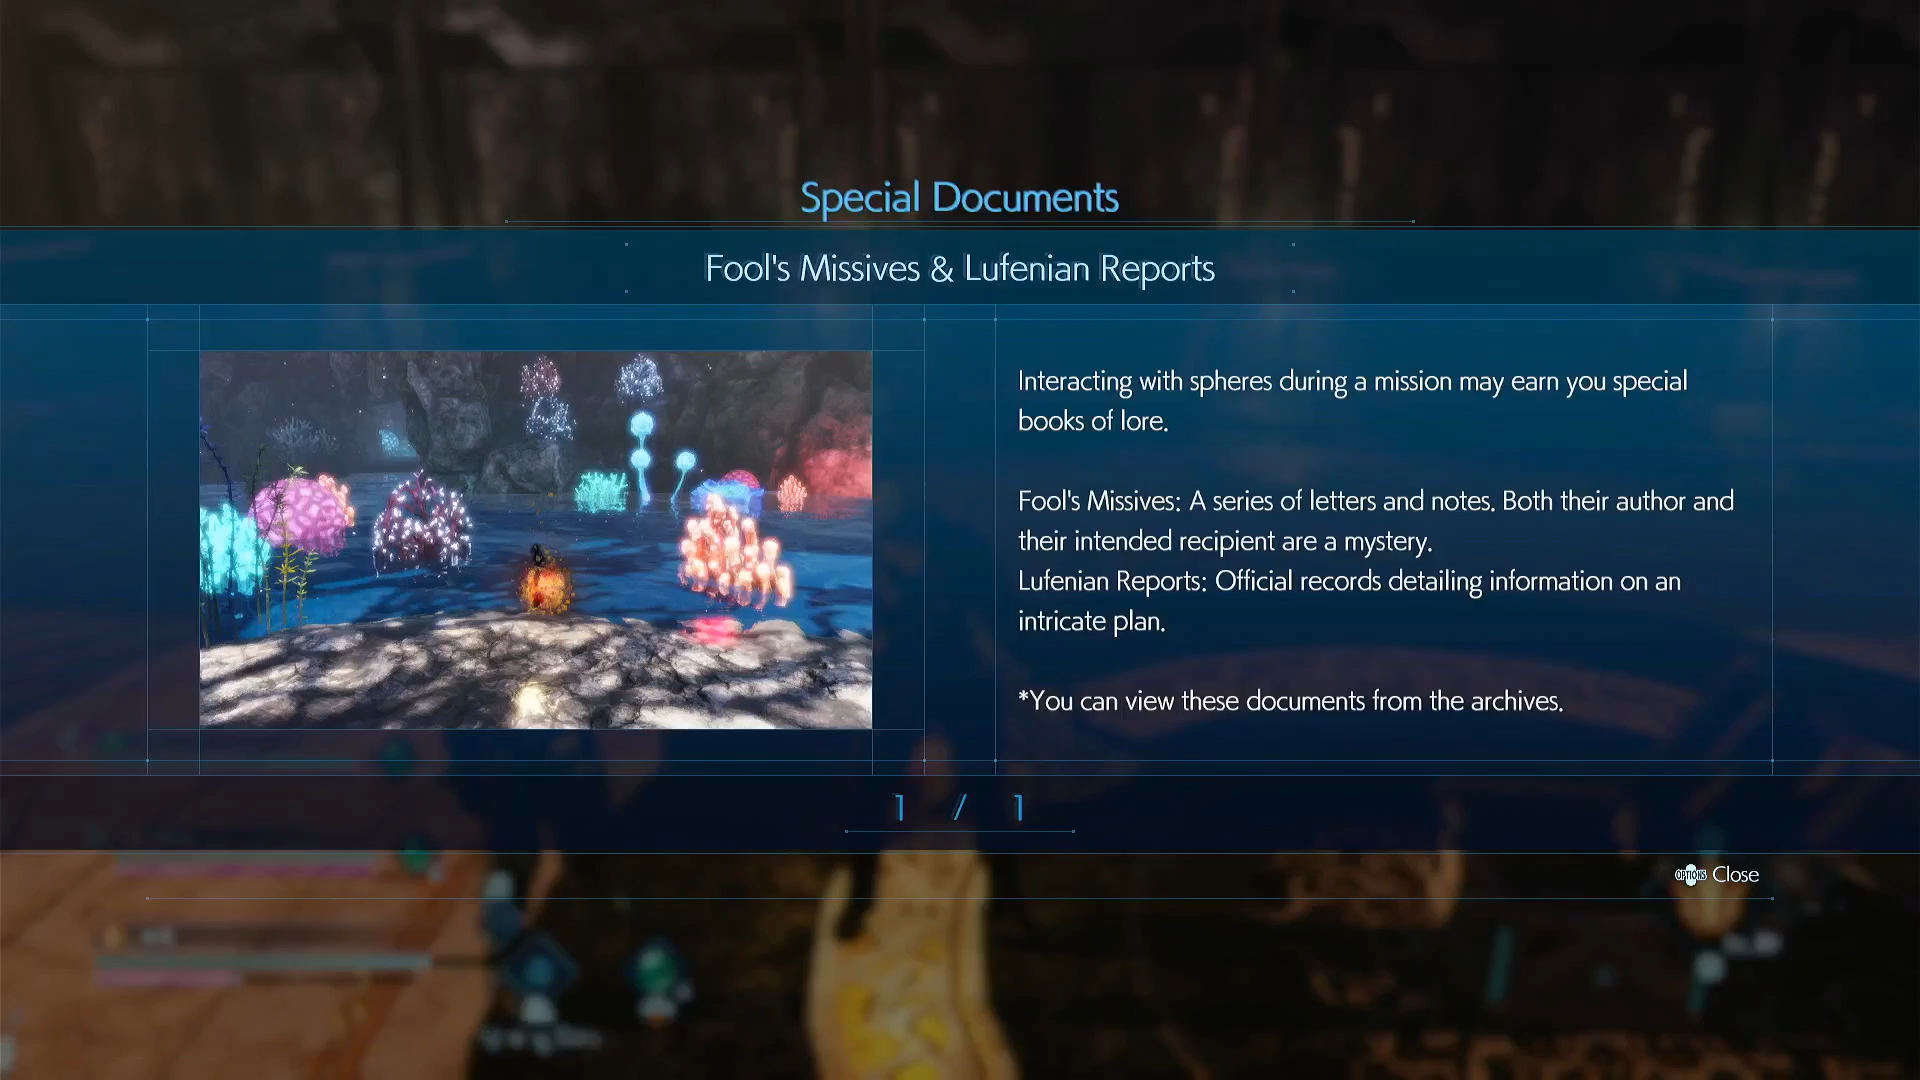 Special Documents
Fool's Missives & Lufenian Reports
Interacting with spheres during a mission may earn you special
books of lore.
Fool's Missives: A series of letters and notes. Both their author and
their intended recipient are a mystery.
Lufenian Reports: Official records detailing information on an
intricate plan.
*You can view these documents from the archives.
1 / 1
OPTIONS Close